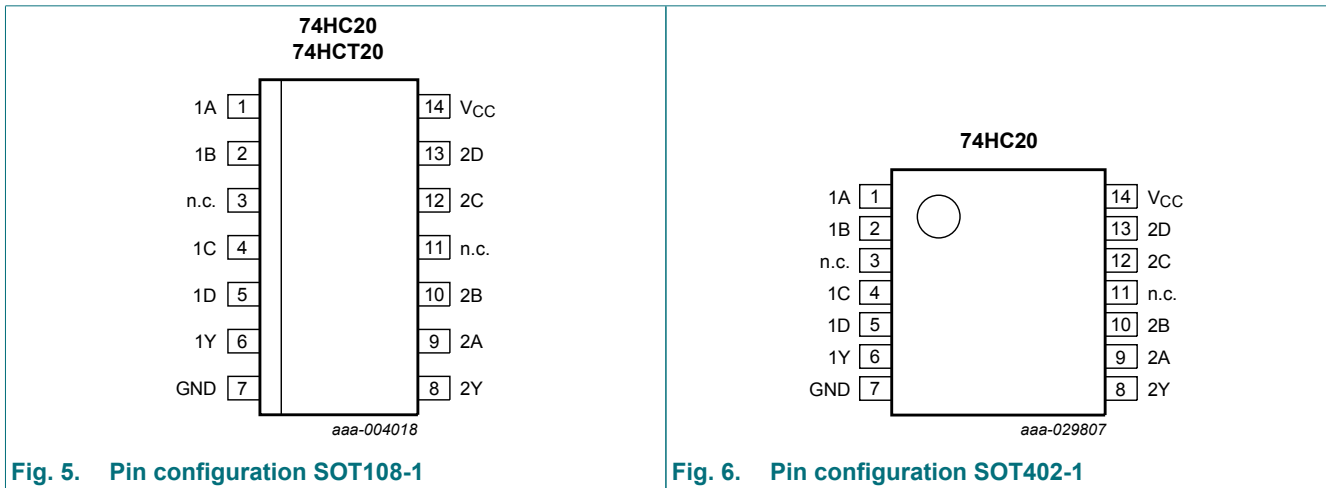 74HC20
74HCT20
1A 1 14 VCC
1B 2 13 2D
n.c. 3 12 2C
1C 4 11 n.c.
1D 5 10 2B
1Y 6 9 2A
GND 7 8 2Y
aaa-004018
Fig. 5. Pin configuration SOT108-1
74HC20
1A 1 14 VCC
1B 2 13 2D
n.c. 3 12 2C
1C 4 11 n.c.
1D 5 10 2B
1Y 6 9 2A
GND 7 8 2Y
aaa-029807
Fig. 6. Pin configuration SOT402-1